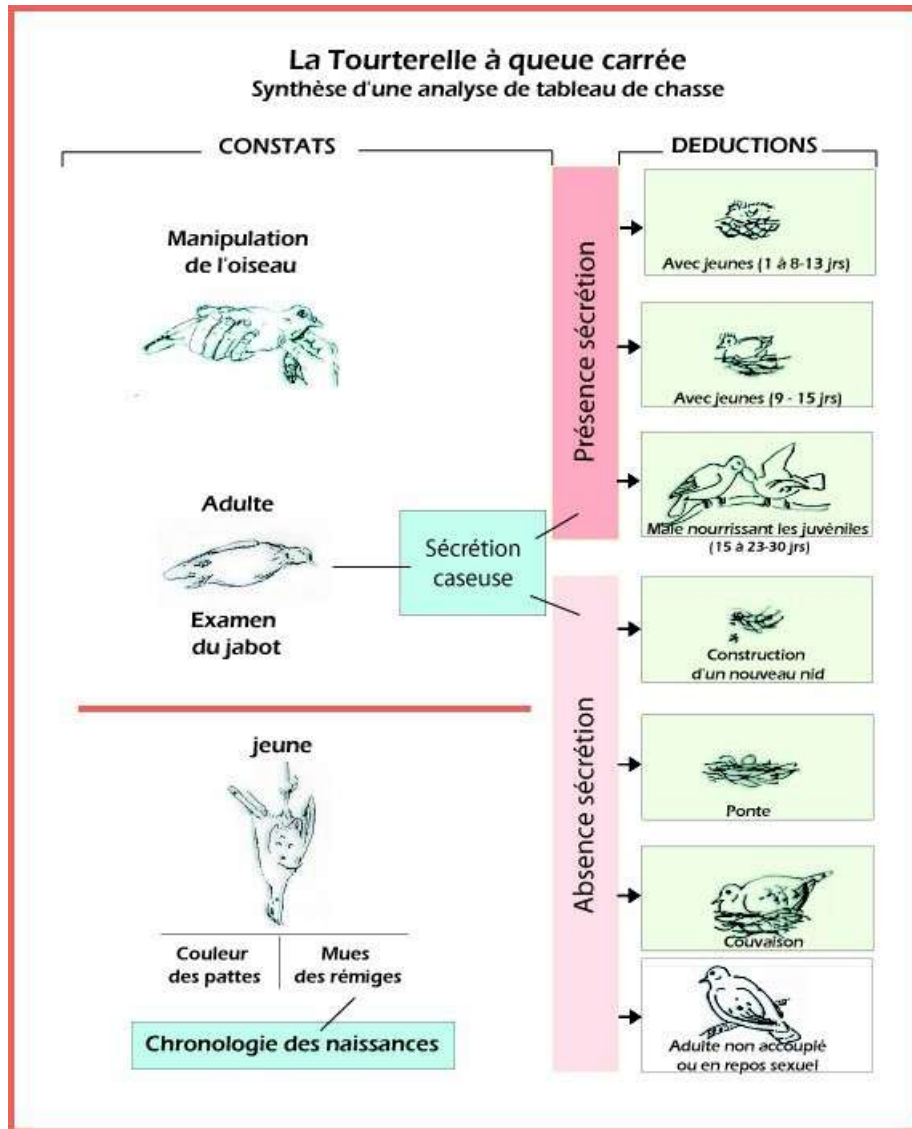 La Tourterelle à queue carrée
Synthèse d'une analyse de tableau de chasse
CONSTATS
DEDUCTIONS
Manipulation
de l'oiseau
Adulte
Examen
du jabot
Sécrétion
caseuse
Présence sécrétion
Avec jeunes (1 à 8-13 jrs)
Avec jeunes (9 - 15 jrs)
Male nourrissant les juvéniles
(15 à 23-30 jrs)
Absence sécrétion
Construction
d'un nouveau nid
Ponte
Couvaison
Adulte non accouplé
ou en repos sexuel
jeune
Couleur
des pattes
Mues
des rémiges
Chronologie des naissances